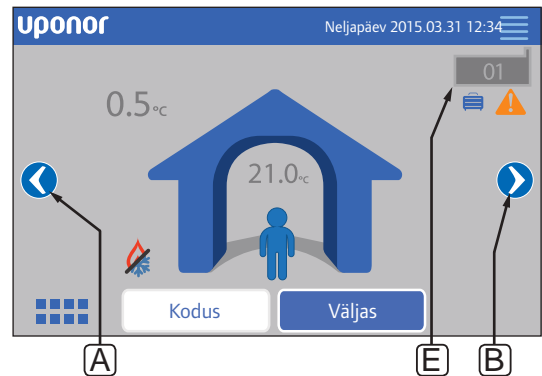 uponor
Neljapäev 2015.03.31 12:34
01
0.5°C
21.0°C
Kodus
Väljas
A
E
B